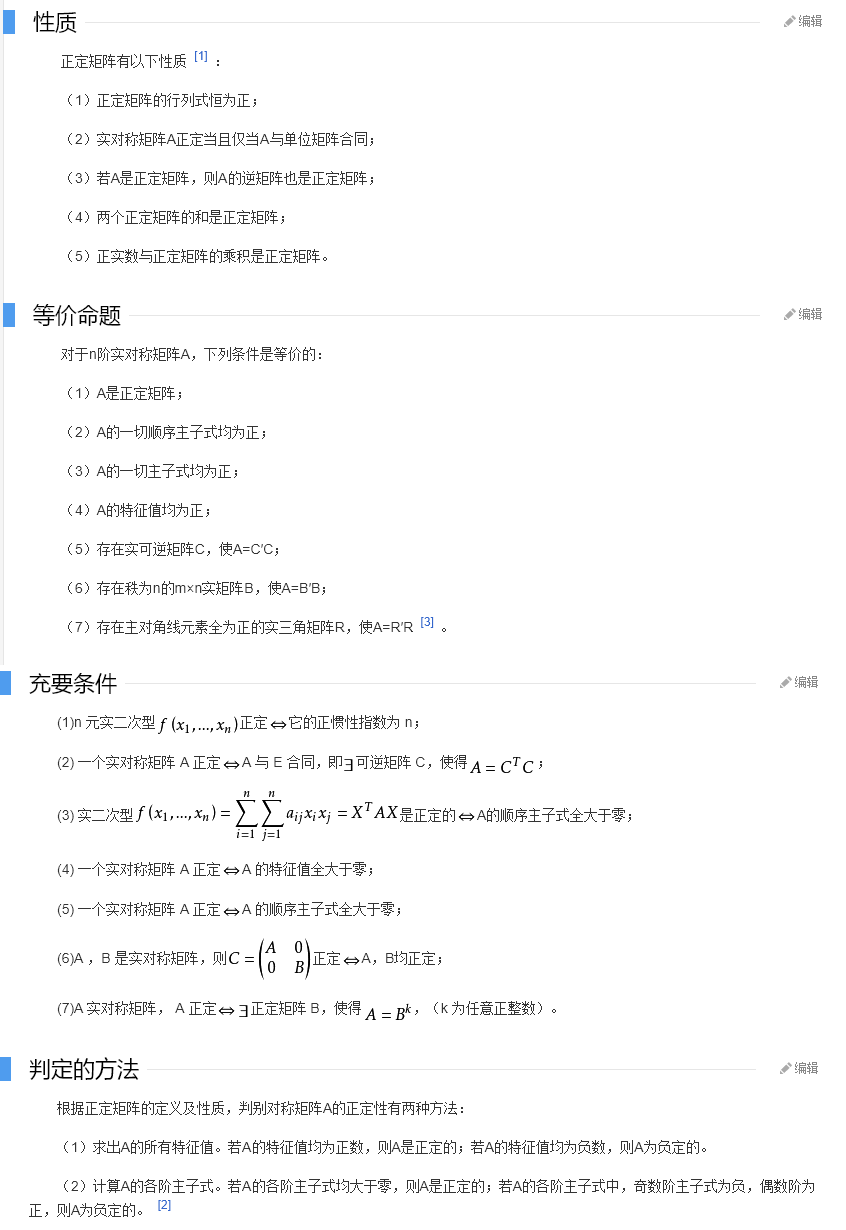 性质
编辑
正定矩阵有以下性质 [1] ：
（1）正定矩阵的行列式恒为正；
（2）实对称矩阵A正定当且仅当A与单位矩阵合同；
（3）若A是正定矩阵，则A的逆矩阵也是正定矩阵；
（4）两个正定矩阵的和是正定矩阵；
（5）正实数与正定矩阵的乘积是正定矩阵。
等价命题
编辑
对于n阶实对称矩阵A，下列条件是等价的：
（1）A是正定矩阵；
（2）A的一切顺序主子式均为正；
（3）A的一切主子式均为正；
（4）A的特征值均为正；
（5）存在实可逆矩阵C，使A=C′C；
（6）存在秩为n的m×n实矩阵B，使A=B′B；
（7）存在主对角线元素全为正的实三角矩阵R，使A=R′R [3] 。
充要条件
编辑
(1)n 元实二次型 f (x₁,...,xₙ) 正定⇔它的正惯性指数为 n；
(2) 一个实对称矩阵 A 正定⇔A 与 E 合同，即∃可逆矩阵 C，使得 A = CᵀC ；
(3) 实二次型 f (x₁,...,xₙ) = ∑_{i=1}^{n} ∑_{j=1}^{n} a_{ij}x_ix_j = XᵀAX 是正定的⇔A的顺序主子式全大于零；
(4) 一个实对称矩阵 A 正定⇔A 的特征值全大于零；
(5) 一个实对称矩阵 A 正定⇔A 的顺序主子式全大于零；
(6)A ，B 是实对称矩阵，则 C = (A 0 0 B) 正定⇔A，B均正定；
(7)A 实对称矩阵， A 正定⇔ ∃ 正定矩阵 B，使得 A = Bᵏ，（k 为任意正整数）。
判定的方法
编辑
根据正定矩阵的定义及性质，判别对称矩阵A的正定性有两种方法：
（1）求出A的所有特征值。若A的特征值均为正数，则A是正定的；若A的特征值均为负数，则A为负定的。
（2）计算A的各阶主子式。若A的各阶主子式均大于零，则A是正定的；若A的各阶主子式中，奇数阶主子式为负，偶数阶为
正，则A为负定的。 [2]